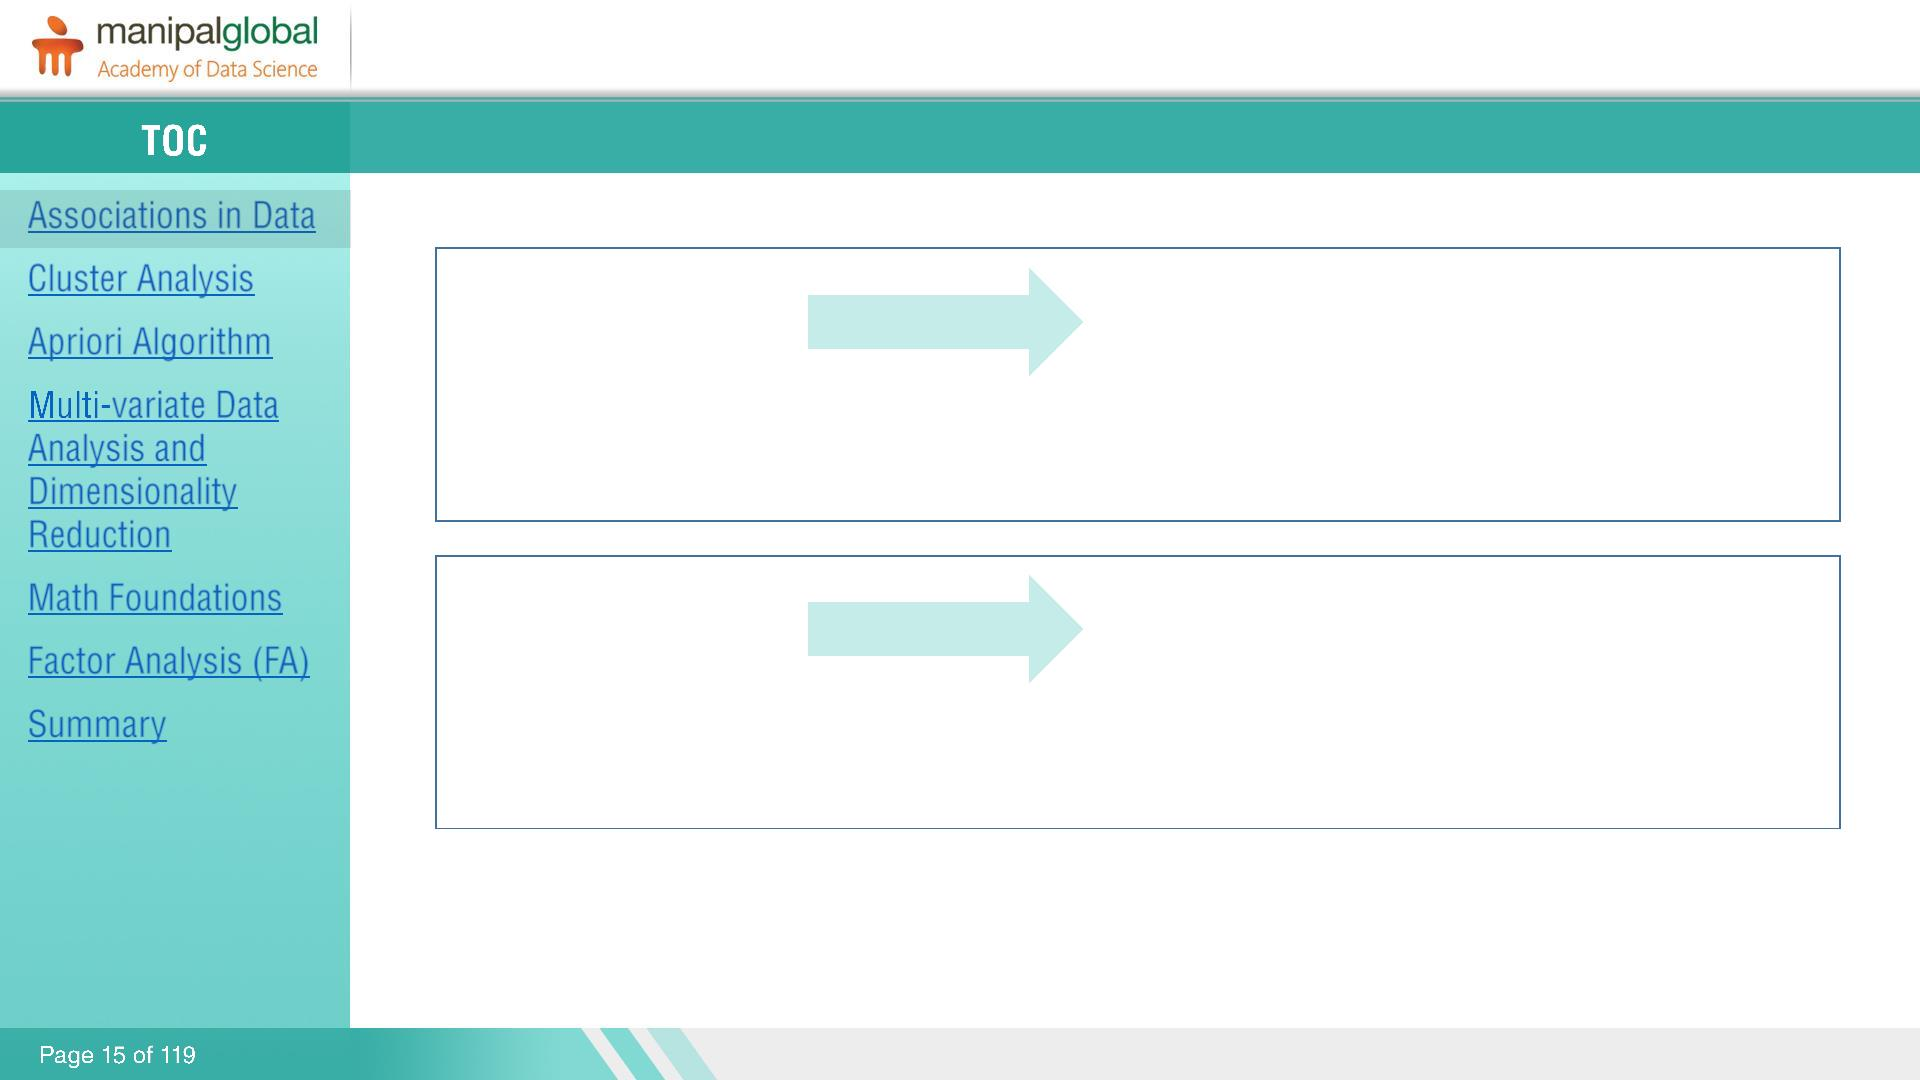 manipalglobal
Academy of Data Science
TOC
Associations in Data
Cluster Analysis
Apriori Algorithm
Multi-variate Data
Analysis and
Dimensionality
Reduction
Math Foundations
Factor Analysis (FA)
Summary
Page 15 of 119